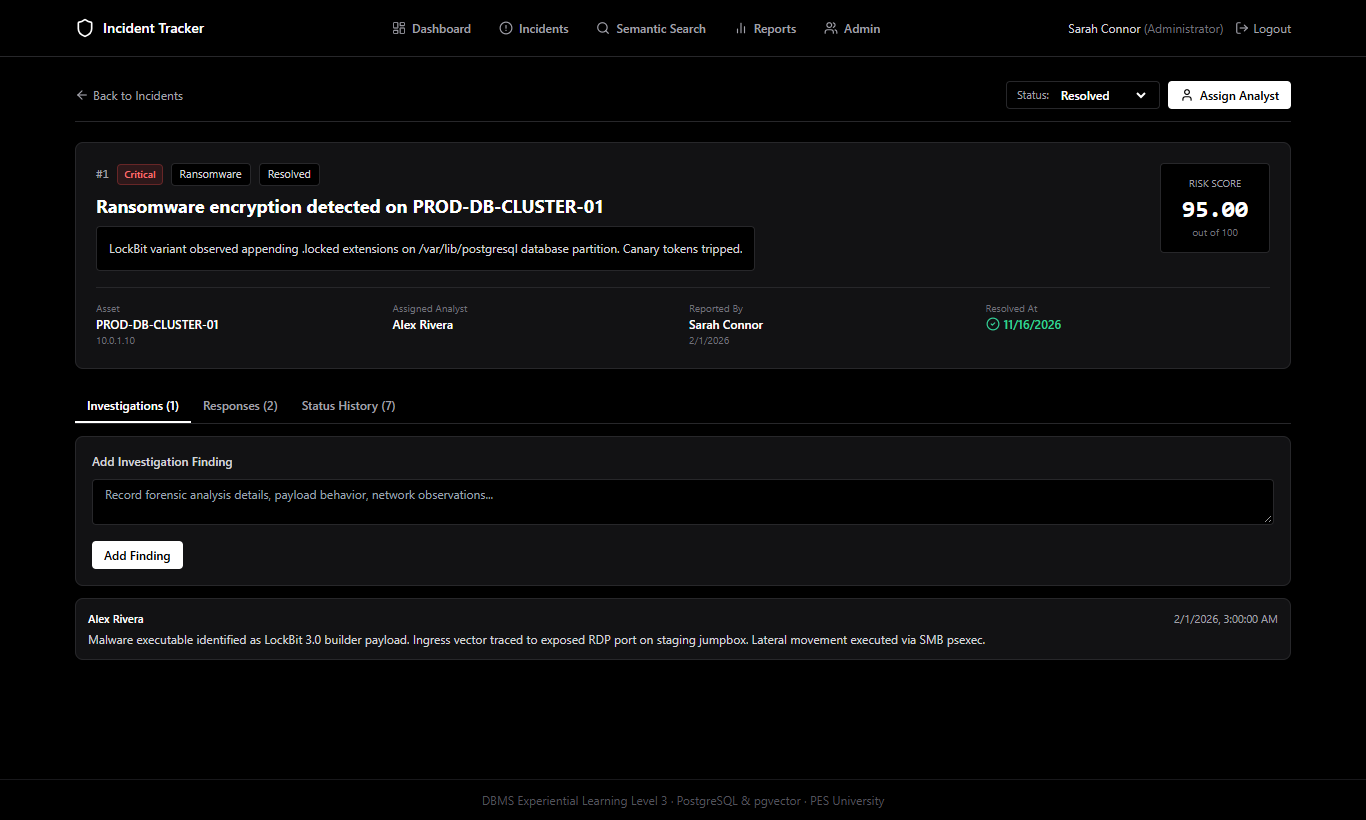 Incident Tracker
Dashboard
Incidents
Semantic Search
Reports
Admin
Sarah Connor (Administrator)
Logout
Back to Incidents
Status: Resolved
Assign Analyst
#1 Critical Ransomware Resolved
Ransomware encryption detected on PROD-DB-CLUSTER-01
LockBit variant observed appending .locked extensions on /var/lib/postgresql database partition. Canary tokens tripped.
RISK SCORE
95.00
out of 100
Asset
PROD-DB-CLUSTER-01
10.0.1.10
Assigned Analyst
Alex Rivera
Reported By
Sarah Connor
2/1/2026
Resolved At
11/16/2026
Investigations (1)
Responses (2)
Status History (7)
Add Investigation Finding
Record forensic analysis details, payload behavior, network observations...
Add Finding
Alex Rivera
2/1/2026, 3:00:00 AM
Malware executable identified as LockBit 3.0 builder payload. Ingress vector traced to exposed RDP port on staging jumpbox. Lateral movement executed via SMB psexec.
DBMS Experiential Learning Level 3 · PostgreSQL & pgvector · PES University